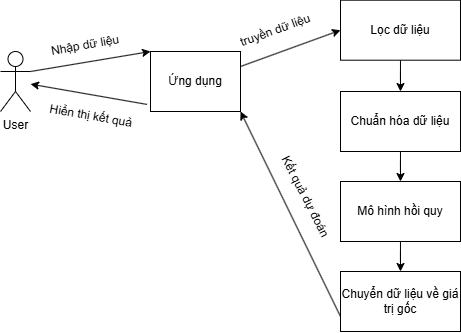 Nhập dữ liệu
truyền dữ liệu
Lọc dữ liệu
Ứng dụng
Hiển thị kết quả
User
Chuẩn hóa dữ liệu
Kết quả dự đoán
Mô hình hồi quy
Chuyển dữ liệu về giá
trị gốc